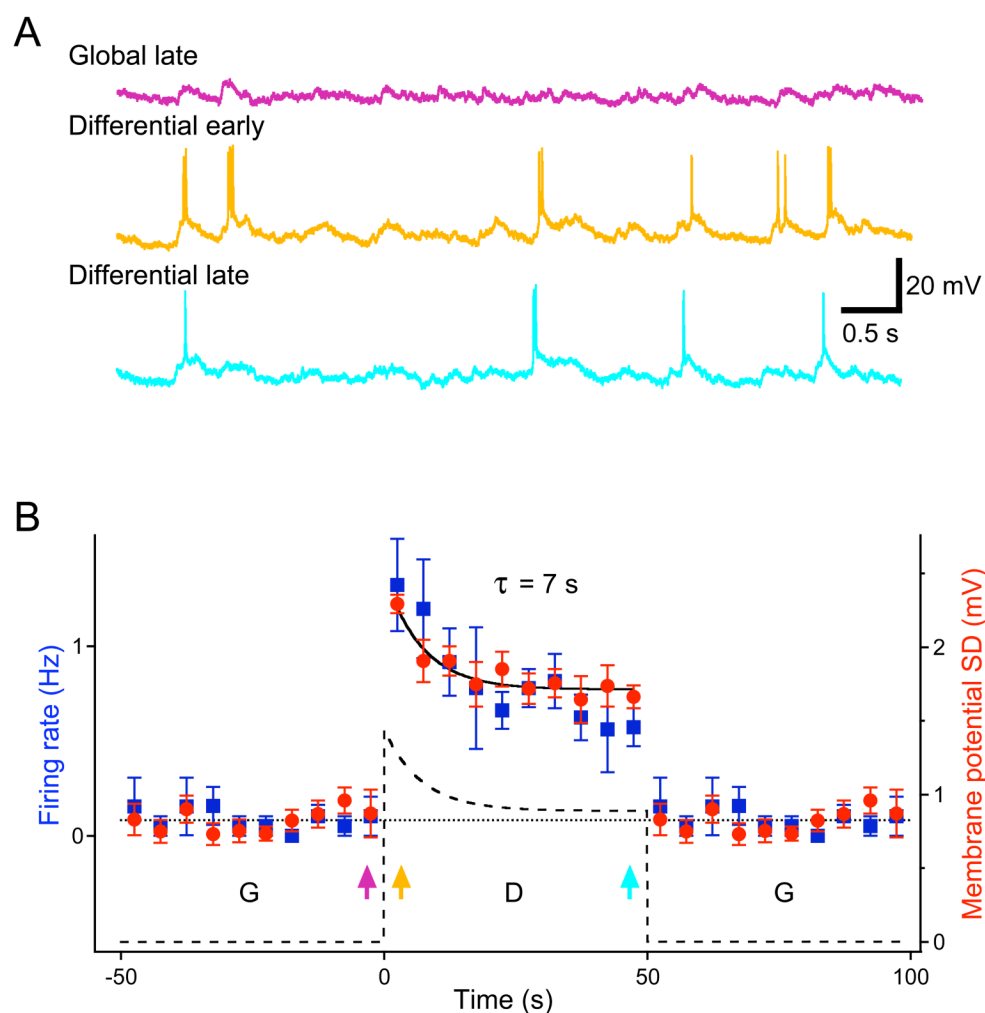 A
Global late
Differential early
Differential late
20 mV
0.5 s
B
τ = 7 s
Firing rate (Hz)
Membrane potential SD (mV)
1
0
2
1
0
G
D
G
-50
0
50
100
Time (s)